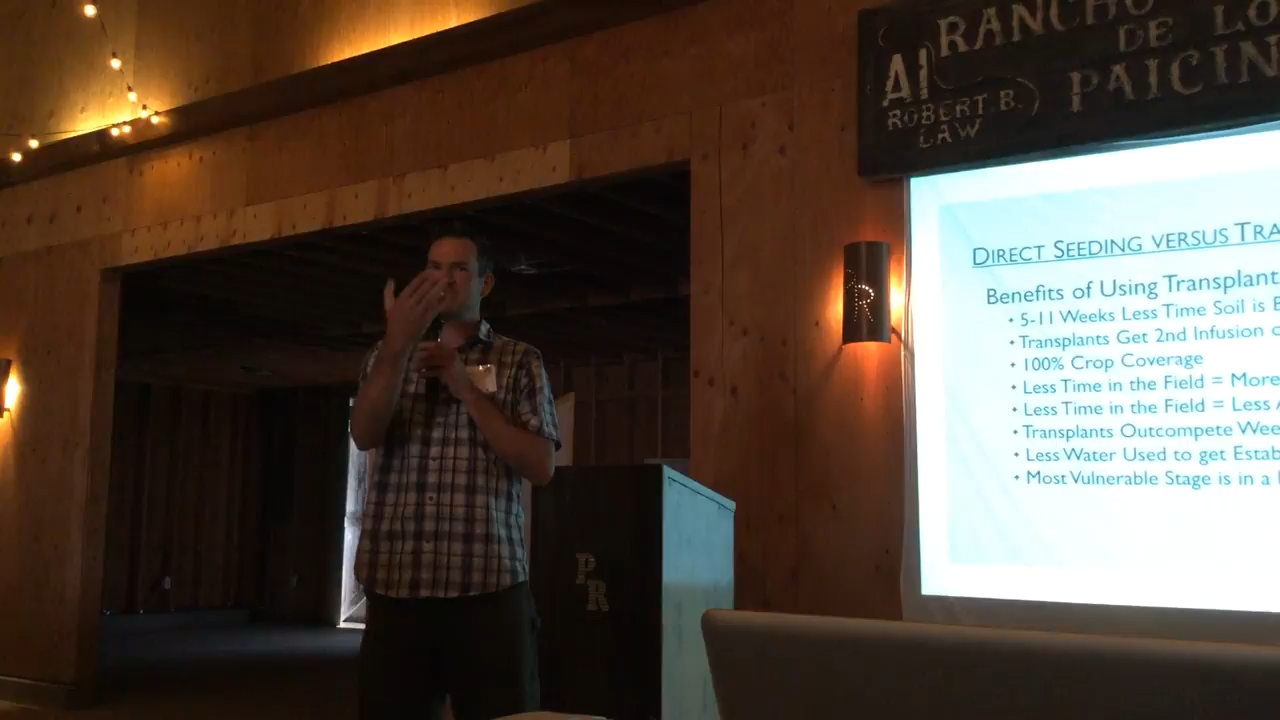 RANCHO
DE LO
AI
PAICIN
ROBERT B.
LAW
R
DIRECT SEEDING VERSUS TRA
Benefits of Using Transplant
• 5-11 Weeks Less Time Soil is E
• Transplants Get 2nd Infusion o
• 100% Crop Coverage
• Less Time in the Field = More
• Less Time in the Field = Less A
• Transplants Outcompete Wee
• Less Water Used to get Estab
• Most Vulnerable Stage is in a
P
R